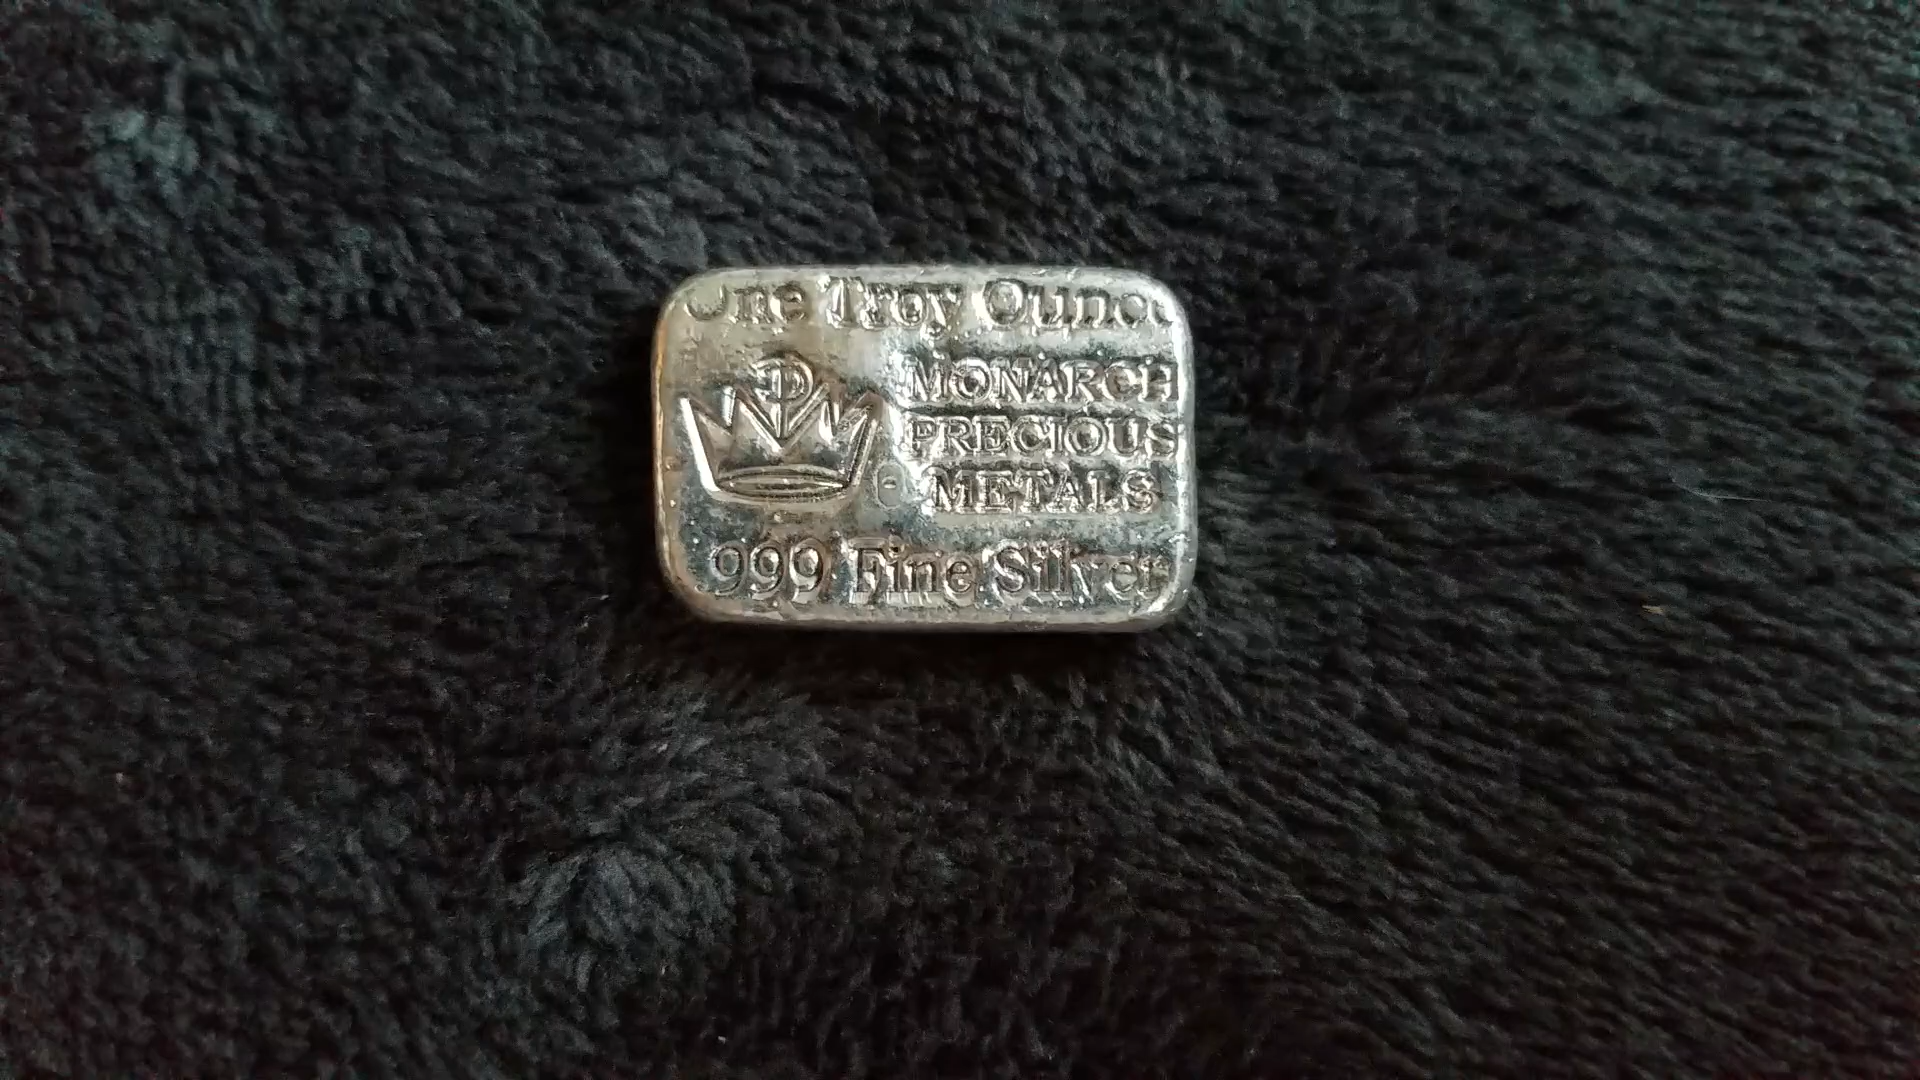 One Troy Ounce
MONARCH
PRECIOUS
METALS
999 Fine Silver